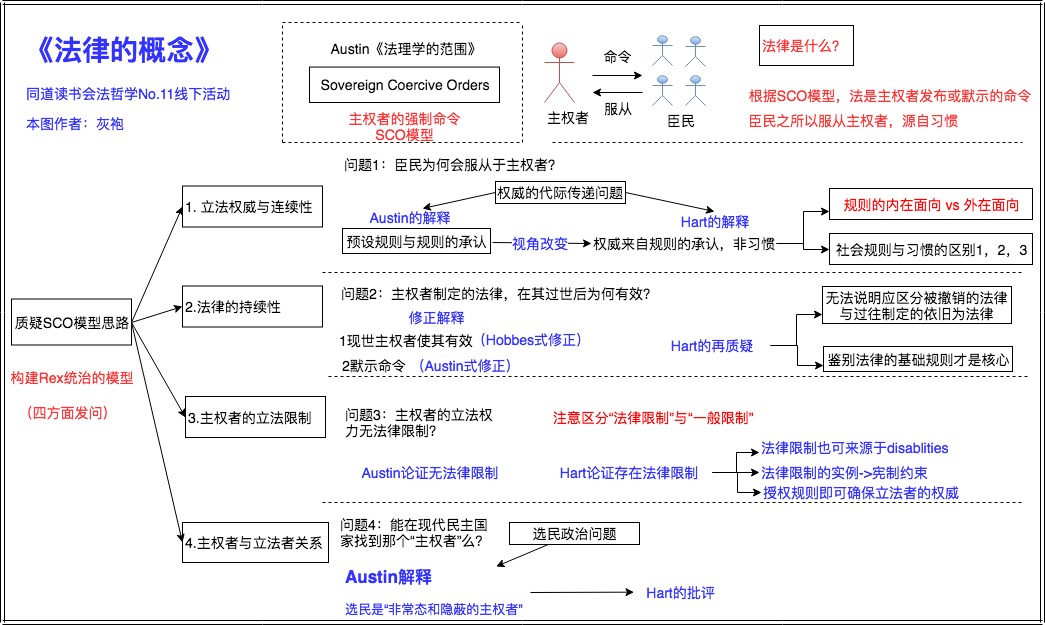 《法律的概念》
同道读书会法哲学No.11线下活动
本图作者：灰袍
Austin《法理学的范围》
Sovereign Coercive Orders
主权者的强制命令
SCO模型
命令
服从
主权者
臣民
法律是什么？
根据SCO模型，法是主权者发布或默示的命令
臣民之所以服从主权者，源自习惯
质疑SCO模型思路
构建Rex统治的模型
（四方面发问）
1. 立法权威与连续性
问题1：臣民为何会服从于主权者？
权威的代际传递问题
Austin的解释
Hart的解释
预设规则与规则的承认
视角改变
权威来自规则的承认，非习惯
规则的内在面向 vs 外在面向
社会规则与习惯的区别1，2，3
2.法律的持续性
问题2：主权者制定的法律，在其过世后为何有效？
修正解释
1现世主权者使其有效（Hobbes式修正）
2默示命令 （Austin式修正）
Hart的再质疑
无法说明应区分被撤销的法律
与过往制定的依旧为法律
鉴别法律的基础规则才是核心
3.主权者的立法限制
问题3：主权者的立法权
力无法律限制？
注意区分“法律限制”与“一般限制”
Austin论证无法律限制
Hart论证存在法律限制
法律限制也可来源于disablities
法律限制的实例->宪制约束
授权规则即可确保立法者的权威
4.主权者与立法者关系
问题4：能在现代民主国
家找到那个“主权者”么？
选民政治问题
Austin解释
选民是“非常态和隐蔽的主权者”
Hart的批评